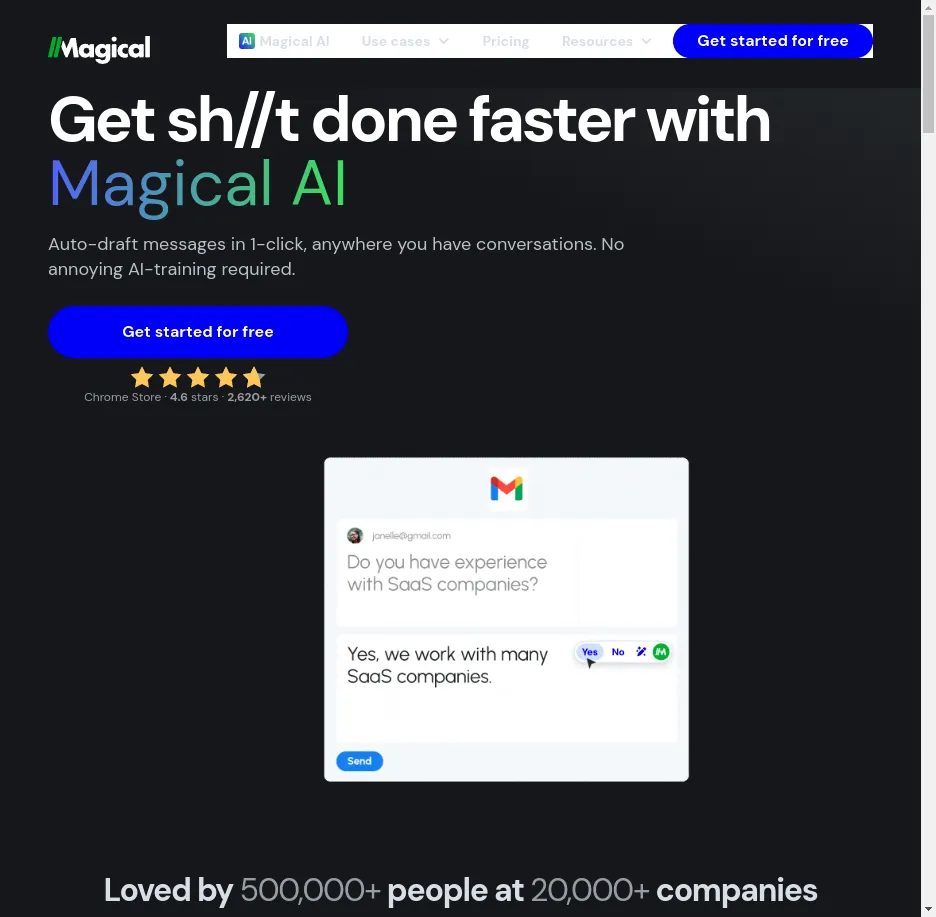 //Magical
AI Magical AI Use cases Pricing Resources Get started for free
Get sh//t done faster with
Magical AI
Auto-draft messages in 1-click, anywhere you have conversations. No
annoying AI-training required.
Get started for free
Chrome Store · 4.6 stars · 2,620+ reviews
janelle@gmail.com
Do you have experience
with SaaS companies?
Yes, we work with many
SaaS companies.
Yes No
Send
Loved by 500,000+ people at 20,000+ companies